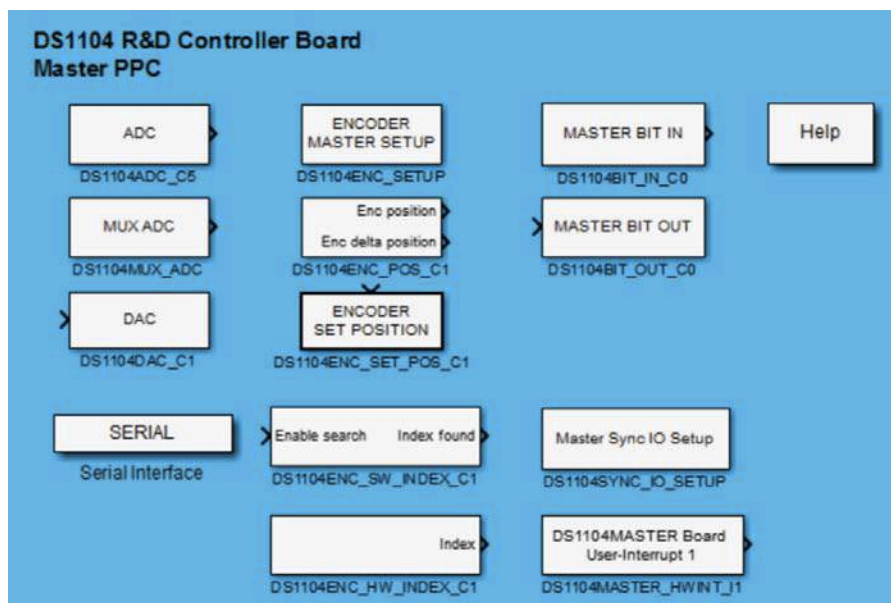 DS1104 R&D Controller Board
Master PPC
ADC
DS1104ADC_C5
ENCODER
MASTER SETUP
DS1104ENC_SETUP
MASTER BIT IN
DS1104BIT_IN_C0
Help
MUX ADC
DS1104MUX_ADC
Enc position
Enc delta position
DS1104ENC_POS_C1
MASTER BIT OUT
DS1104BIT_OUT_C0
DAC
DS1104DAC_C1
ENCODER
SET POSITION
DS1104ENC_SET_POS_C1
SERIAL
Serial Interface
Enable search Index found
DS1104ENC_SW_INDEX_C1
Master Sync IO Setup
DS1104SYNC_IO_SETUP
Index
DS1104ENC_HW_INDEX_C1
DS1104MASTER Board
User-Interrupt 1
DS1104MASTER_HWINT_I1